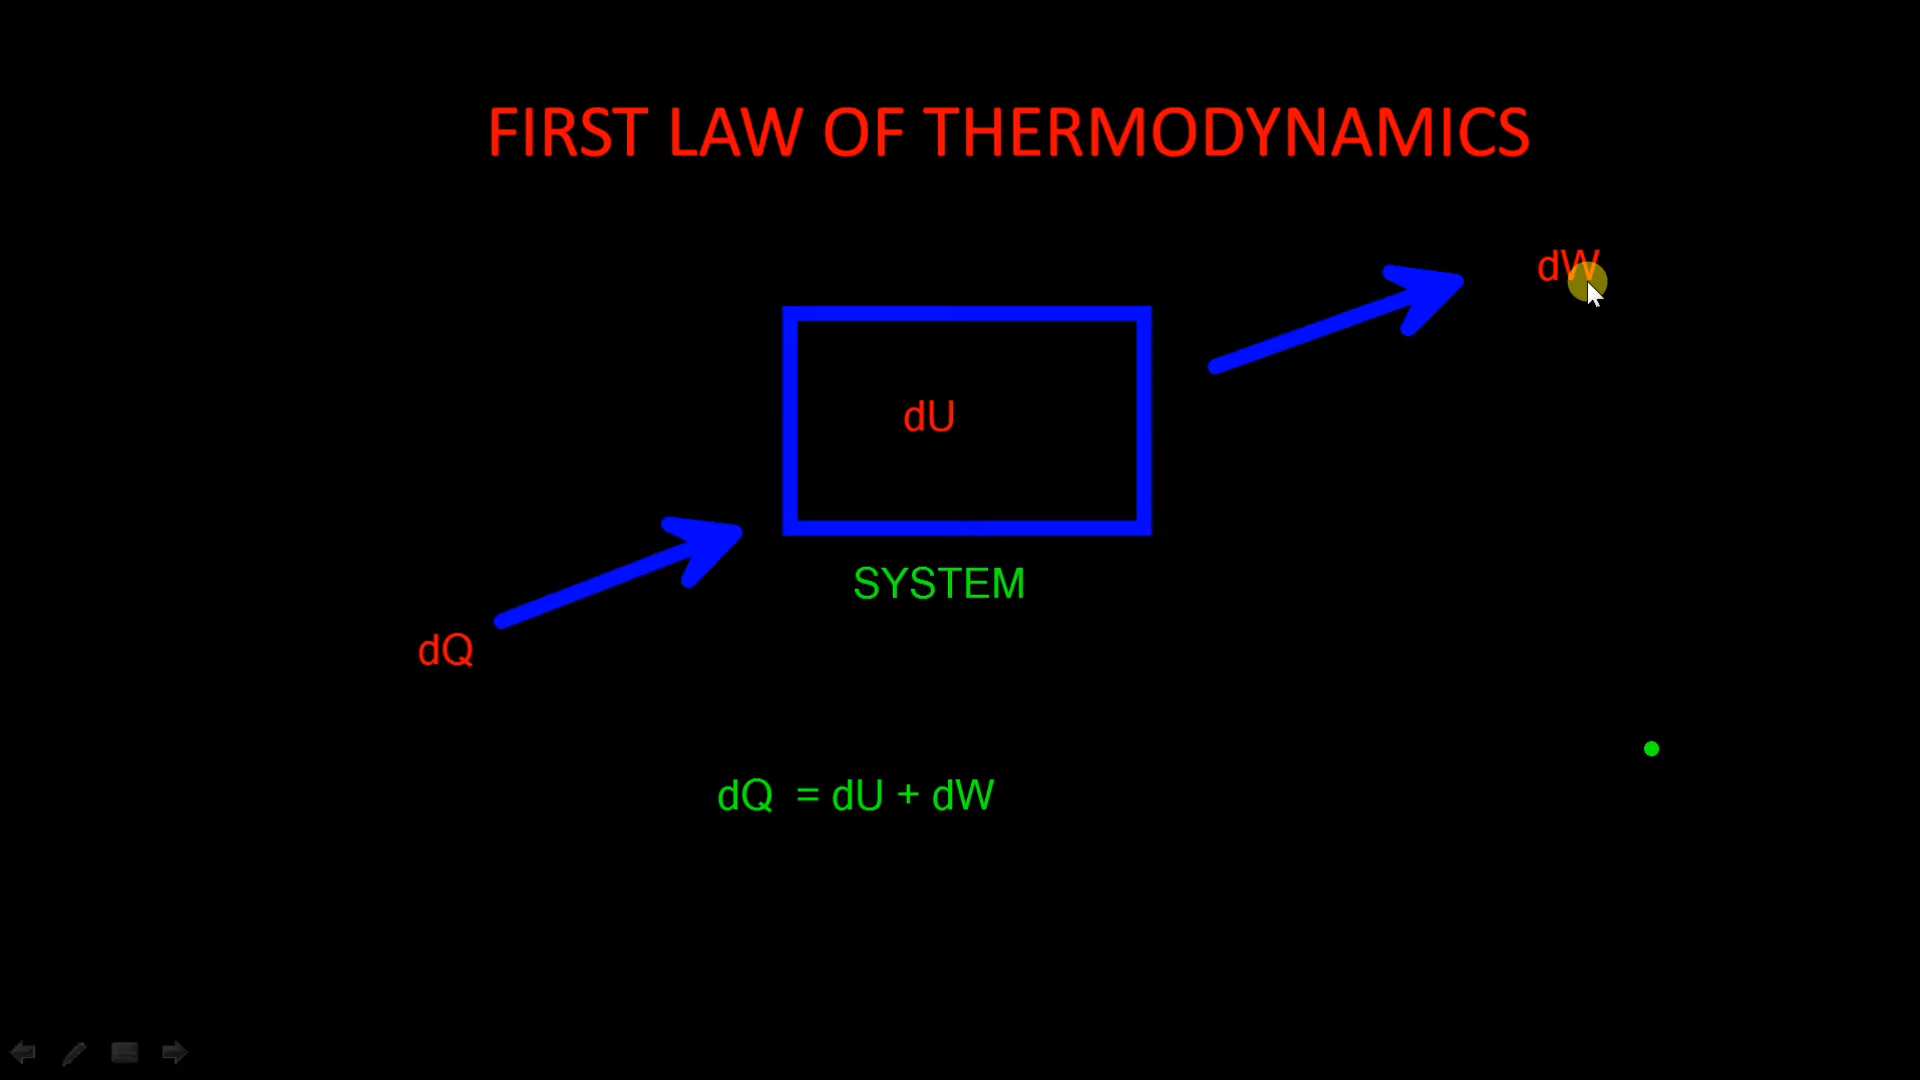 FIRST LAW OF THERMODYNAMICS
dW
dU
SYSTEM
dQ
dQ = dU + dW